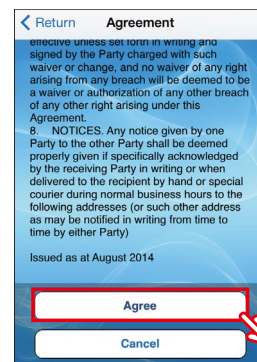 Return Agreement
effective unless set forth in writing and
signed by the Party charged with such
waiver or change, and no waiver of any right
arising from any breach will be deemed to be
a waiver or authorization of any other breach
of any other right arising under this
Agreement.
8. NOTICES. Any notice given by one
Party to the other Party shall be deemed
properly given if specifically acknowledged
by the receiving Party in writing or when
delivered to the recipient by hand or special
courier during normal business hours to the
following addresses (or such other address
as may be notified in writing from time to
time by either Party)
Issued as at August 2014
Agree
Cancel